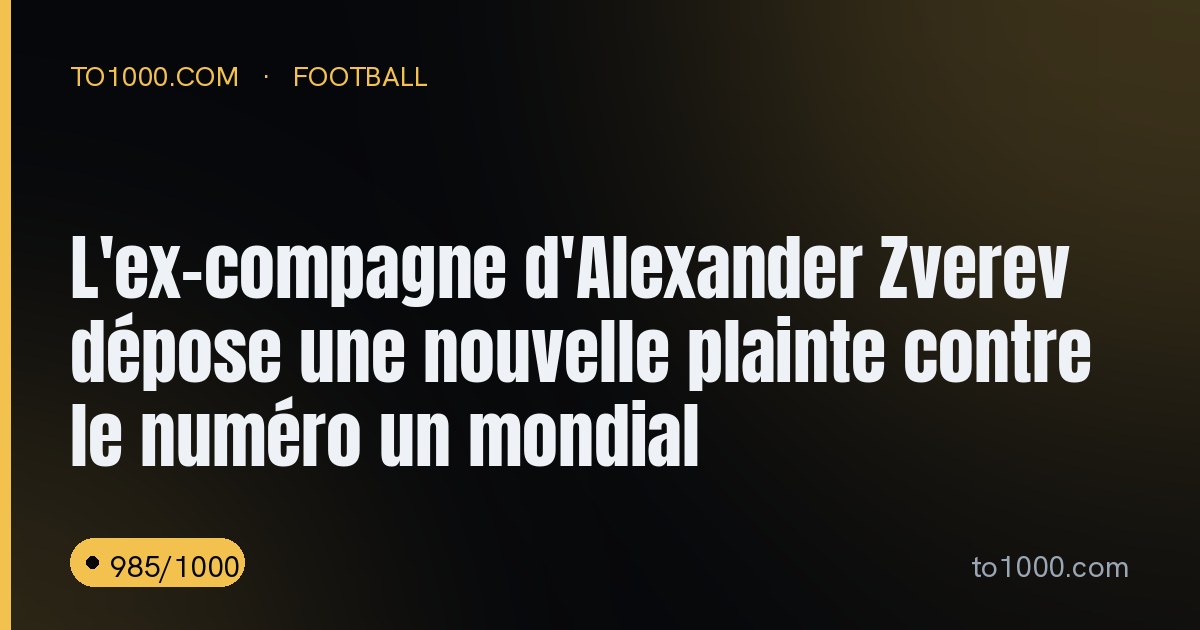 TO1000.COM · FOOTBALL
L'ex-compagne d'Alexander Zverev
dépose une nouvelle plainte contre
le numéro un mondial
985/1000
to1000.com